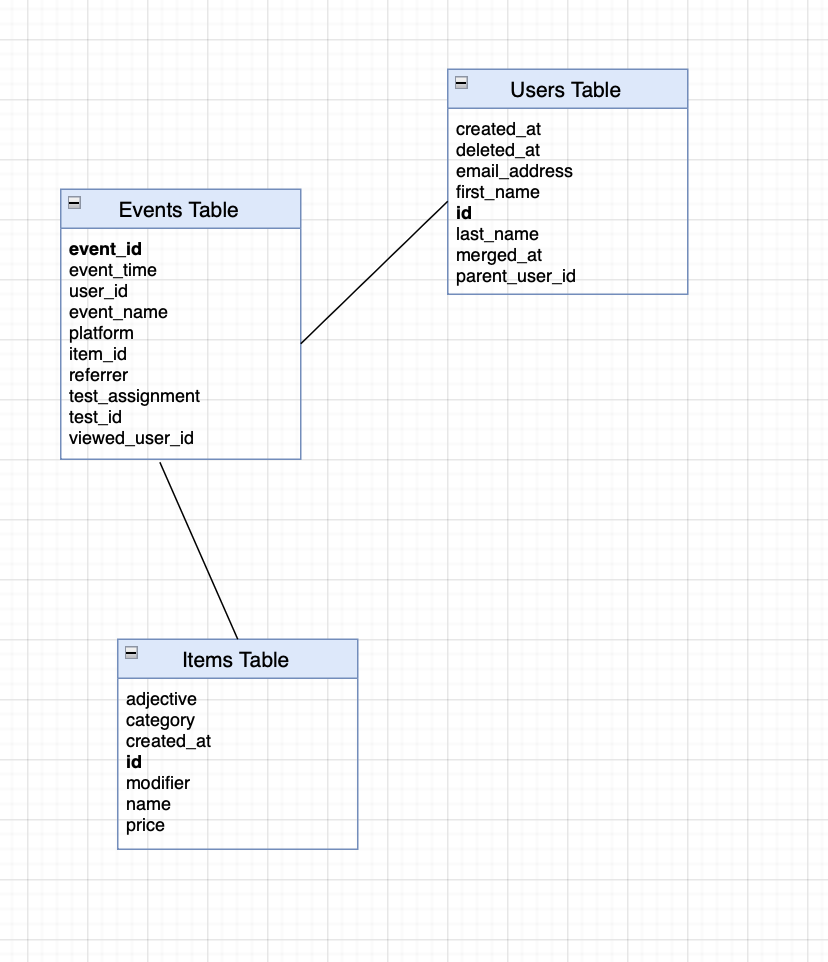 Users Table
created_at
deleted_at
email_address
first_name
id
last_name
merged_at
parent_user_id
Events Table
event_id
event_time
user_id
event_name
platform
item_id
referrer
test_assignment
test_id
viewed_user_id
Items Table
adjective
category
created_at
id
modifier
name
price